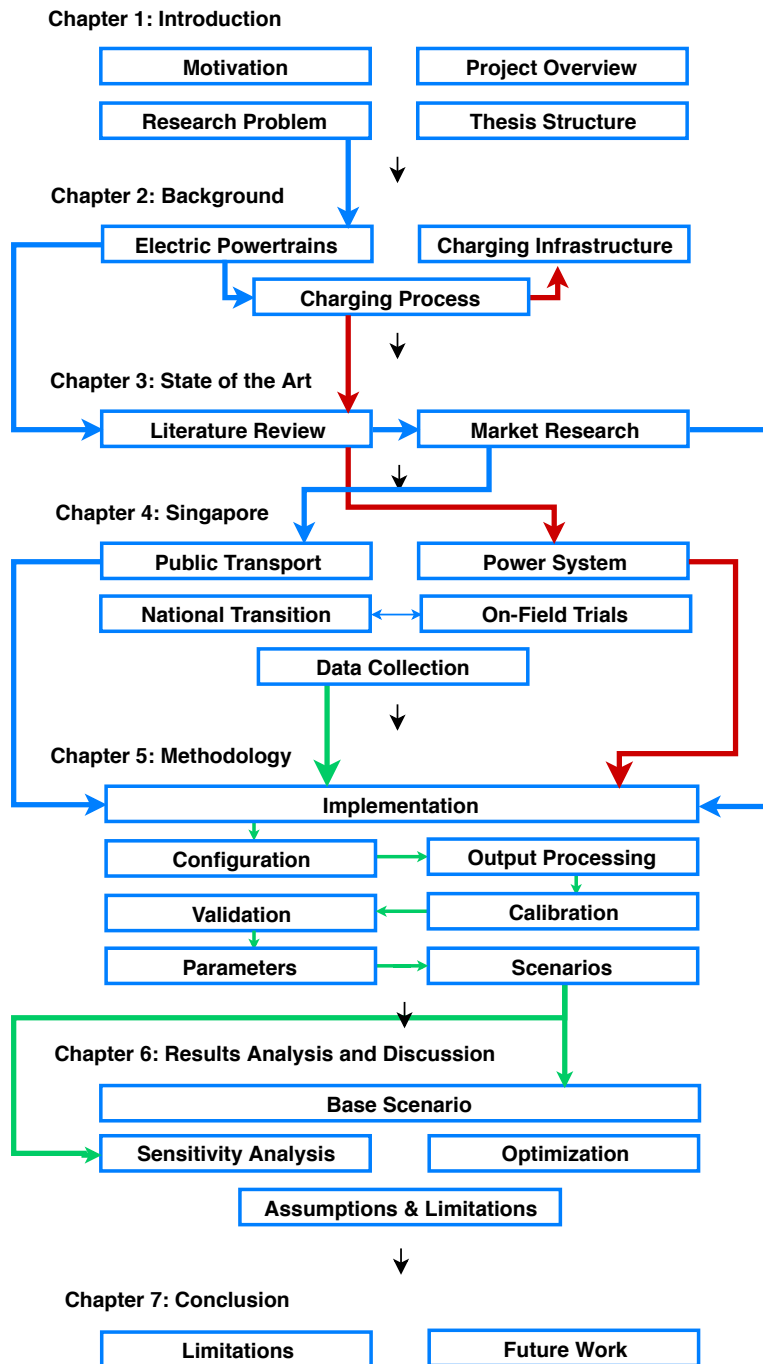 Chapter 1: Introduction
Motivation
Project Overview
Research Problem
Thesis Structure
Chapter 2: Background
Electric Powertrains
Charging Infrastructure
Charging Process
Chapter 3: State of the Art
Literature Review
Market Research
Chapter 4: Singapore
Public Transport
Power System
National Transition
On-Field Trials
Data Collection
Chapter 5: Methodology
Implementation
Configuration
Output Processing
Validation
Calibration
Parameters
Scenarios
Chapter 6: Results Analysis and Discussion
Base Scenario
Sensitivity Analysis
Optimization
Assumptions & Limitations
Chapter 7: Conclusion
Limitations
Future Work